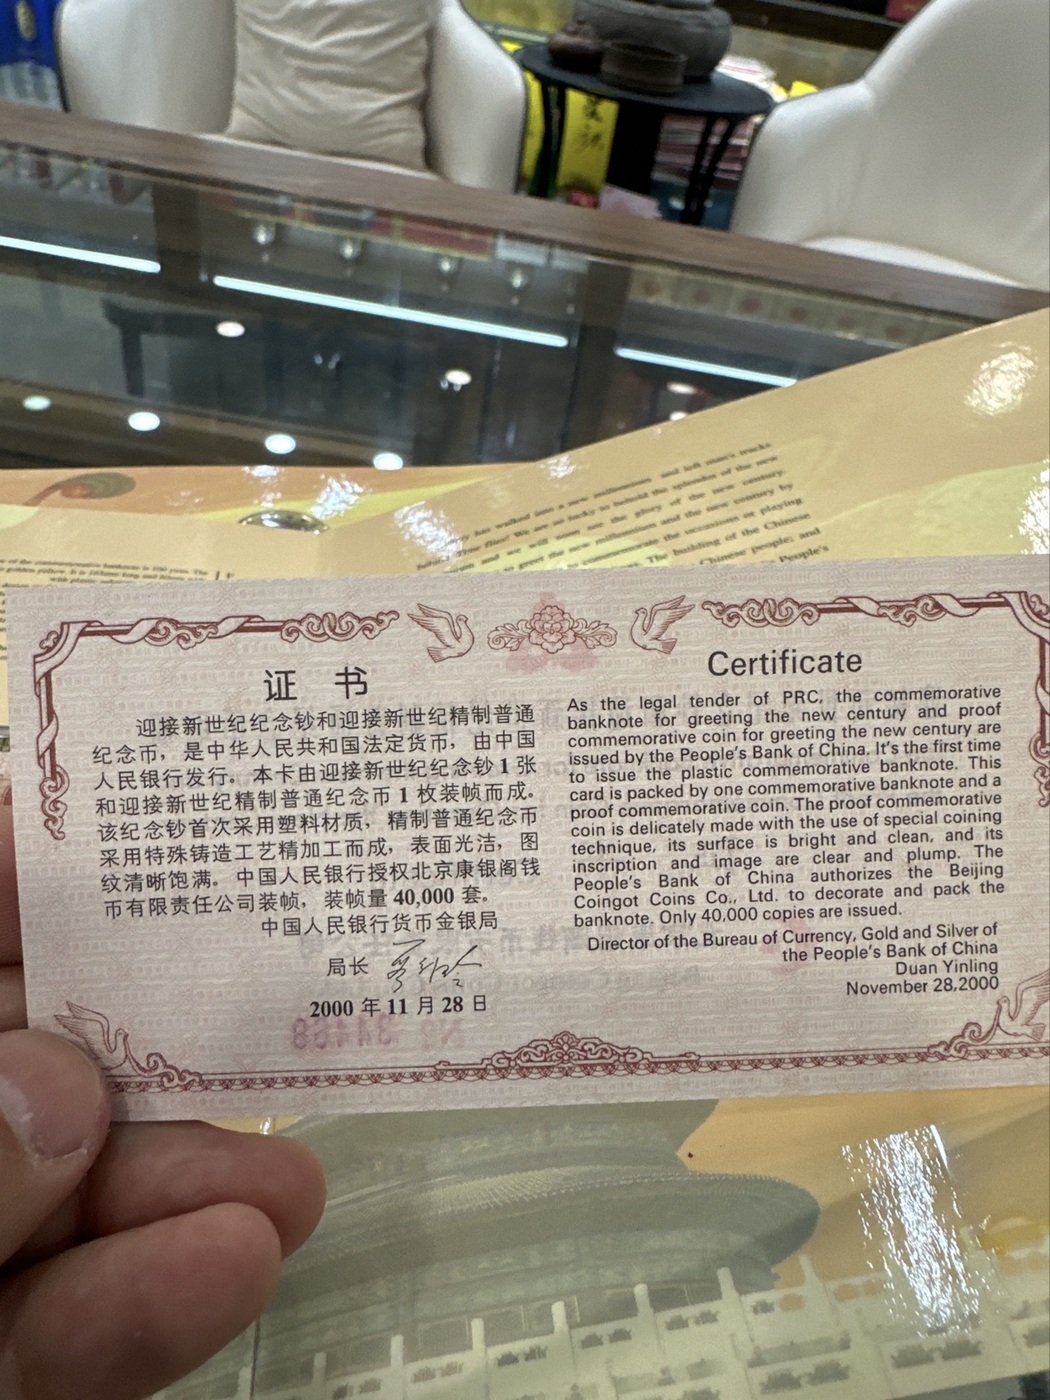 证 书
迎接新世纪纪念钞和迎接新世纪精制普通
纪念币，是中华人民共和国法定货币，由中国
人民银行发行。本卡由迎接新世纪纪念钞 1 张
和迎接新世纪精制普通纪念币 1 枚装帧而成。
该纪念钞首次采用塑料材质，精制普通纪念币
采用特殊铸造工艺精加工而成，表面光洁，图
纹清晰饱满。中国人民银行授权北京康银阁钱
币有限责任公司装帧，装帧量 40,000 套。
中国人民银行货币金银局
局长
2000 年 11 月 28 日
Certificate
As the legal tender of PRC, the commemorative
banknote for greeting the new century and proof
commemorative coin for greeting the new century are
issued by the People's Bank of China. It's the first time
to issue the plastic commemorative banknote. This
card is packed by one commemorative banknote and a
proof commemorative coin. The proof commemorative
coin is delicately made with the use of special coining
technique, its surface is bright and clean, and its
inscription and image are clear and plump. The
People's Bank of China authorizes the Beijing
Coingot Coins Co., Ltd. to decorate and pack the
banknote. Only 40,000 copies are issued.
Director of the Bureau of Currency, Gold and Silver of
the People's Bank of China
Duan Yinling
November 28,2000